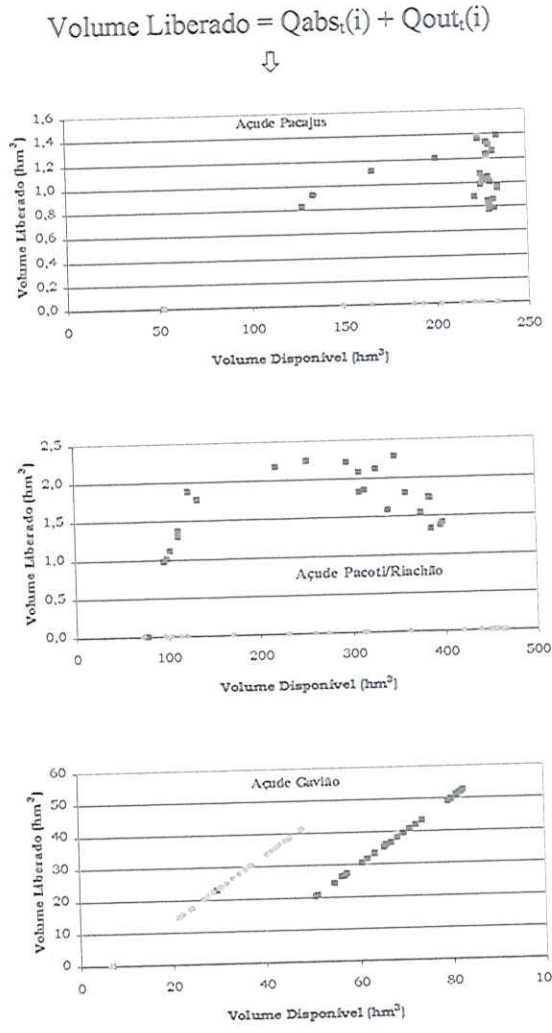 Volume Liberado = Qabsₜ(i) + Qoutₜ(i)
⇩
Açude Pacajus
Volume Liberado (hm³)
1,6
1,4
1,2
1,0
0,8
0,6
0,4
0,2
0,0
0 50 100 150 200 250
Volume Disponível (hm³)
Volume Liberado (hm³)
2,5
2,0
1,5
1,0
0,5
0,0
Açude Pacoti/Riachão
0 100 200 300 400 500
Volume Disponível (hm³)
Açude Gavião
Volume Liberado (hm³)
60
50
40
30
20
10
0
0 20 40 60 80 10
Volume Disponível (hm³)